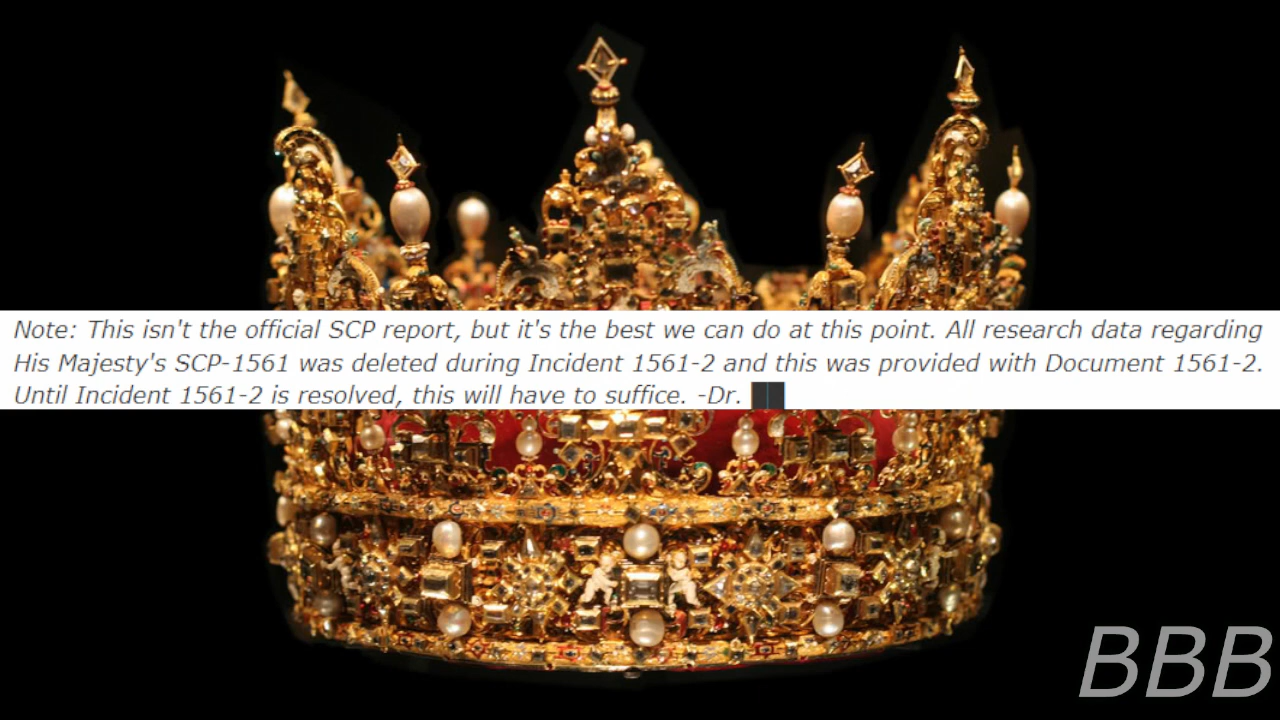 Note: This isn't the official SCP report, but it's the best we can do at this point. All research data regarding
His Majesty's SCP-1561 was deleted during Incident 1561-2 and this was provided with Document 1561-2.
Until Incident 1561-2 is resolved, this will have to suffice. -Dr. ██
BBB